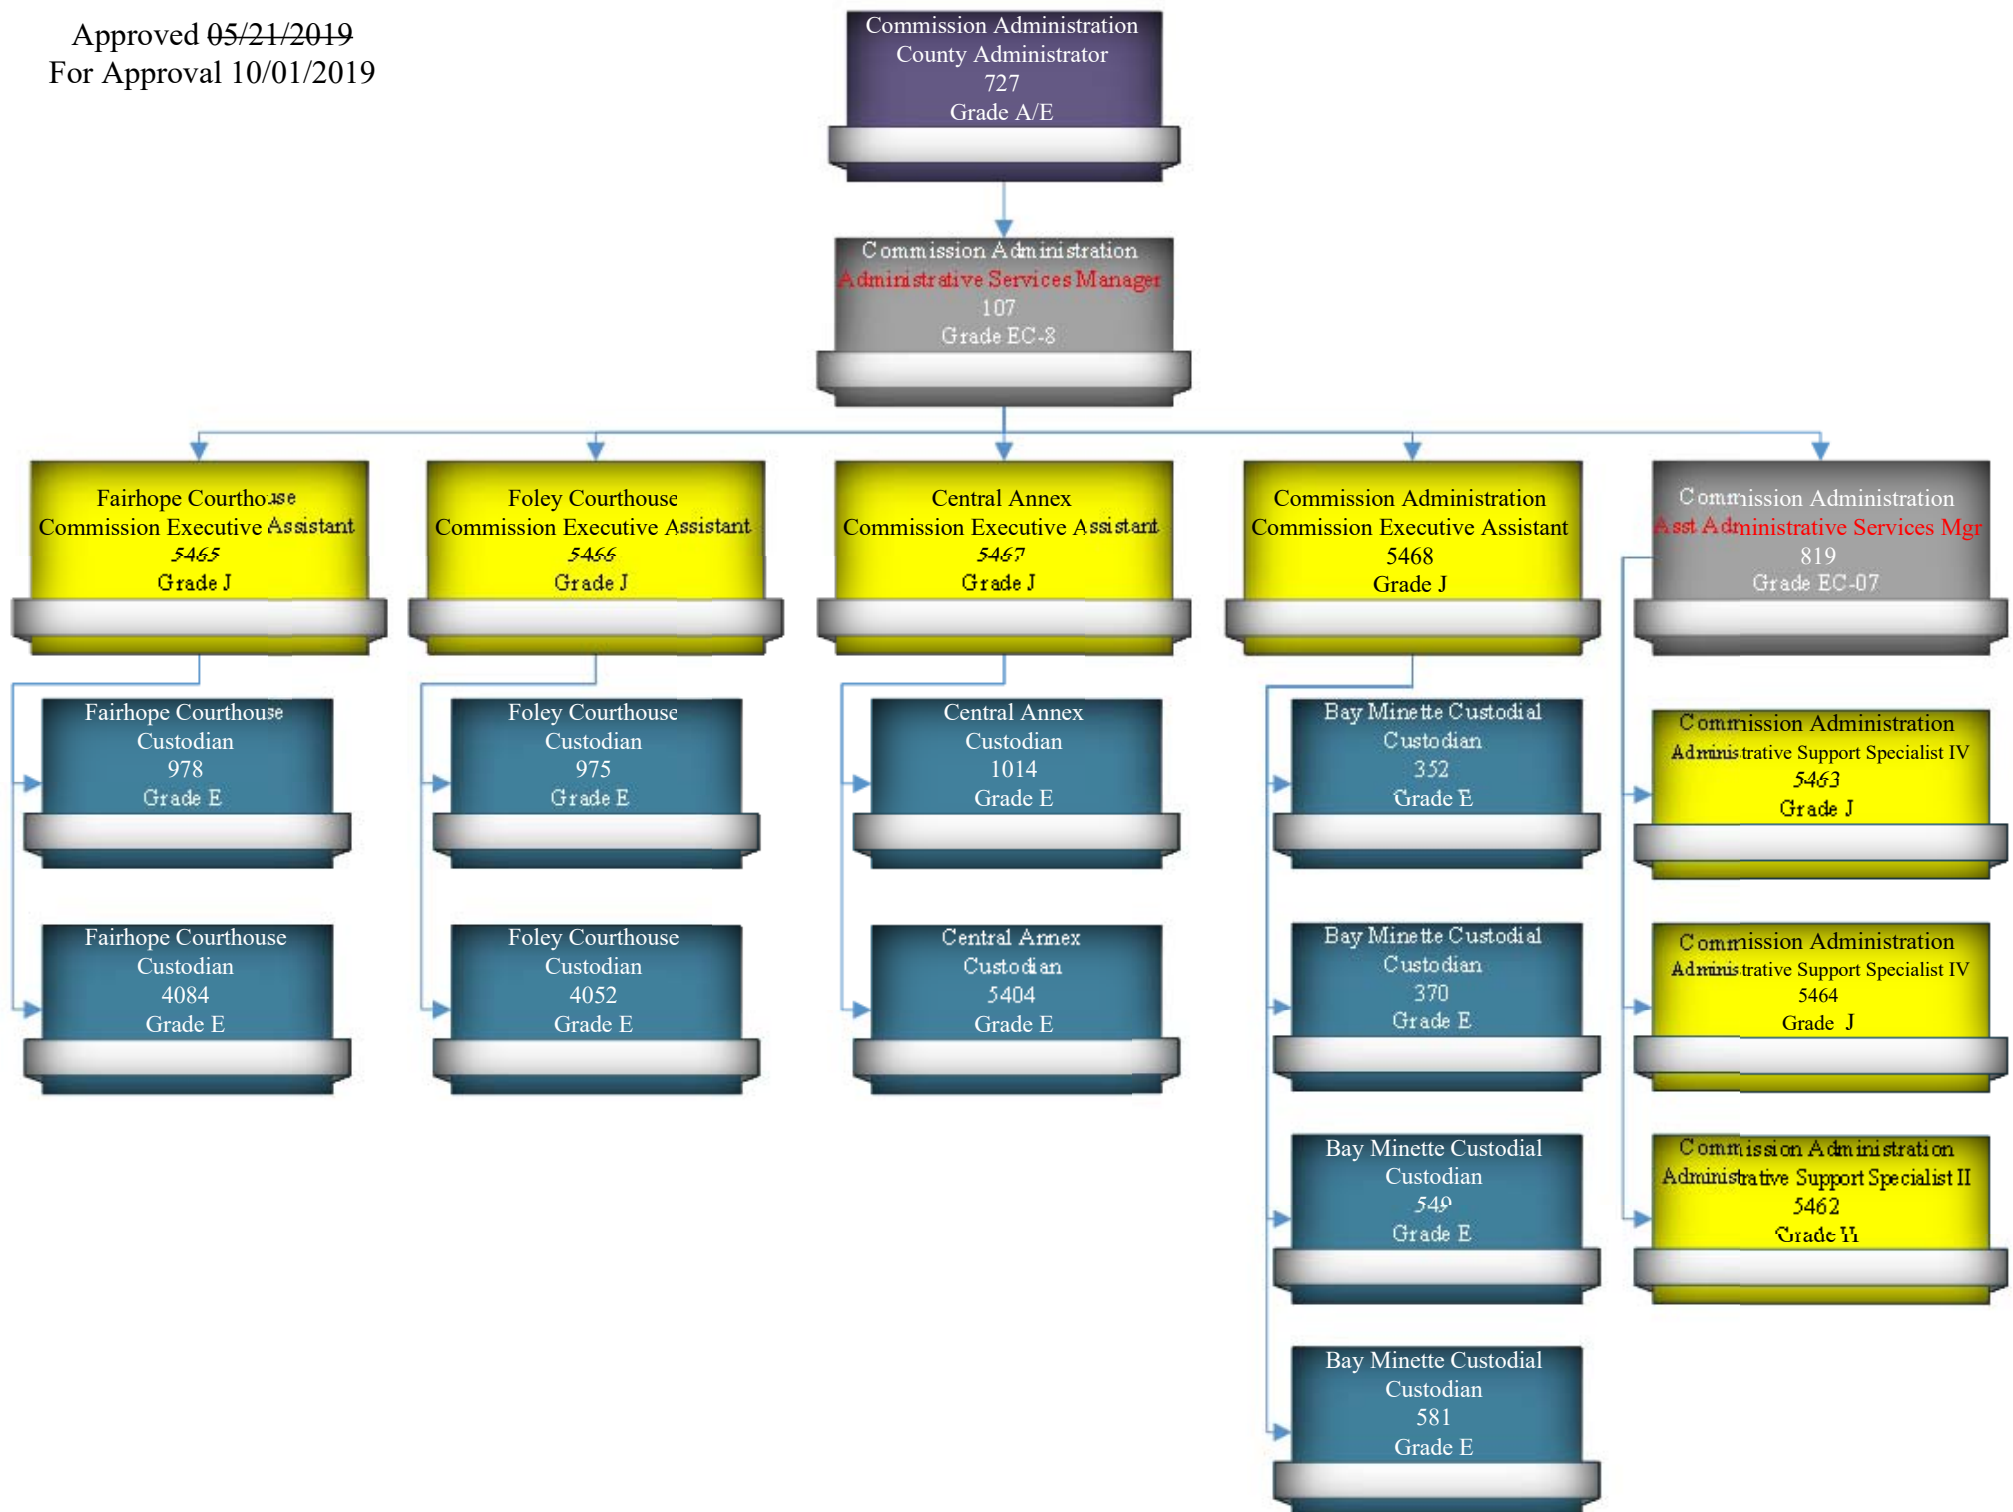 Approved 05/21/2019
For Approval 10/01/2019
Commission Administration
County Administrator
727
Grade A/E
Commission Administration
Administrative Services Manager
107
Grade EC-8
Fairhope Courthouse
Commission Executive Assistant
5465
Grade J
Foley Courthouse
Commission Executive Assistant
5466
Grade J
Central Annex
Commission Executive Assistant
5467
Grade J
Commission Administration
Commission Executive Assistant
5468
Grade J
Commission Administration
Asst Administrative Services Mgr
819
Grade EC-07
Fairhope Courthouse
Custodian
978
Grade E
Foley Courthouse
Custodian
975
Grade E
Central Annex
Custodian
1014
Grade E
Bay Minette Custodial
Custodian
352
Grade E
Commission Administration
Administrative Support Specialist IV
5463
Grade J
Fairhope Courthouse
Custodian
4084
Grade E
Foley Courthouse
Custodian
4052
Grade E
Central Annex
Custodian
5404
Grade E
Bay Minette Custodial
Custodian
370
Grade E
Commission Administration
Administrative Support Specialist IV
5464
Grade J
Bay Minette Custodial
Custodian
549
Grade E
Commission Administration
Administrative Support Specialist II
5462
Grade H
Bay Minette Custodial
Custodian
581
Grade E